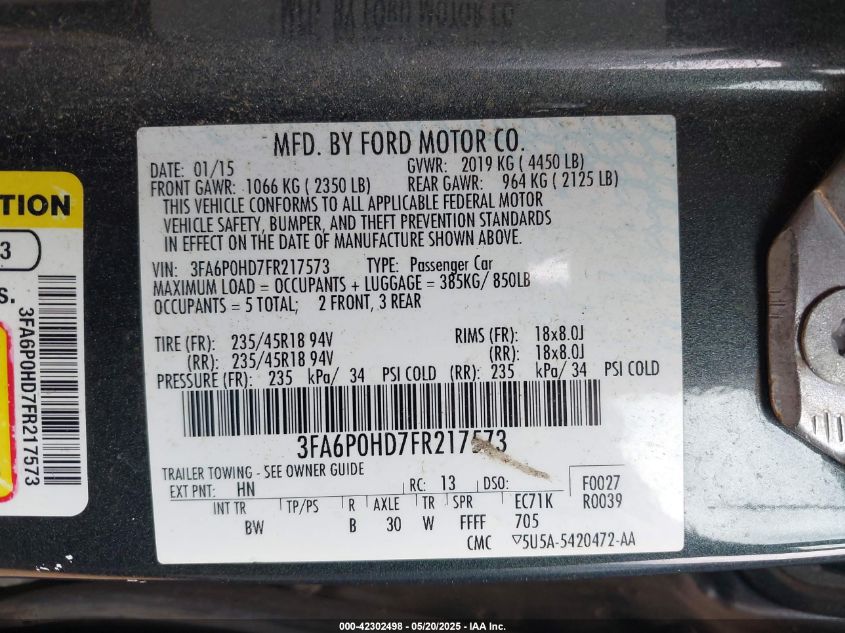 MFD. BY FORD MOTOR CO.
DATE: 01/15 GVWR: 2019 KG ( 4450 LB)
FRONT GAWR: 1066 KG ( 2350 LB) REAR GAWR: 964 KG ( 2125 LB)
THIS VEHICLE CONFORMS TO ALL APPLICABLE FEDERAL MOTOR
VEHICLE SAFETY, BUMPER, AND THEFT PREVENTION STANDARDS
IN EFFECT ON THE DATE OF MANUFACTURE SHOWN ABOVE.
VIN: 3FA6P0HD7FR217573 TYPE: Passenger Car
MAXIMUM LOAD = OCCUPANTS + LUGGAGE = 385KG/ 850LB
OCCUPANTS = 5 TOTAL; 2 FRONT, 3 REAR
TIRE (FR): 235/45R18 94V RIMS (FR): 18x8.0J
(RR): 235/45R18 94V (RR): 18x8.0J
PRESSURE (FR): 235 kPa/ 34 PSI COLD (RR): 235 kPa/ 34 PSI COLD
3FA6P0HD7FR217573
TRAILER TOWING - SEE OWNER GUIDE
EXT PNT: HN RC: 13 DSO: F0027
R0039
INT TR TP/PS R AXLE TR SPR EC71K
BW B 30 W FFFF 705
CMC ▽5U5A-5420472-AA
TION
3
S.
3FA6P0HD7FR217573
000-42302498 - 05/20/2025 - IAA Inc.